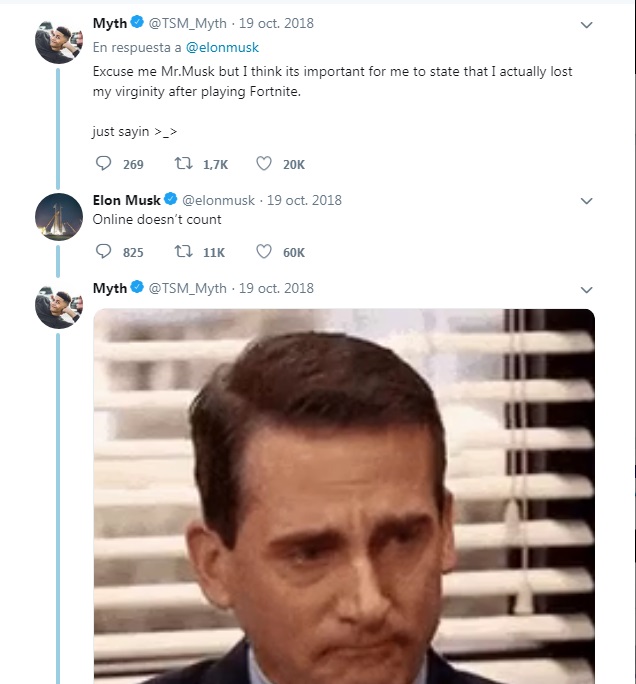 Myth @TSM_Myth · 19 oct. 2018
En respuesta a @elonmusk
Excuse me Mr.Musk but I think its important for me to state that I actually lost
my virginity after playing Fortnite.
just sayin >_>
269 1,7K 20K
Elon Musk @elonmusk · 19 oct. 2018
Online doesn't count
825 11K 60K
Myth @TSM_Myth · 19 oct. 2018